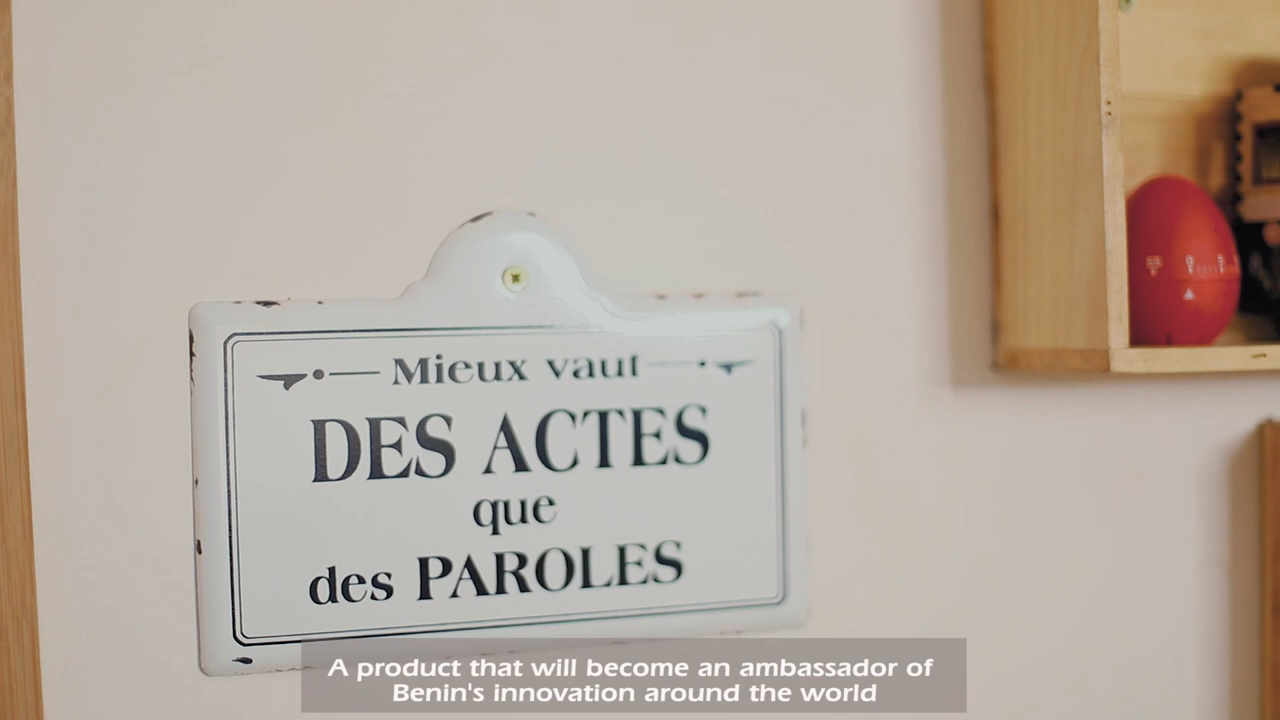 Mieux vaut
DES ACTES
que
des PAROLES
A product that will become an ambassador of
Benin's innovation around the world